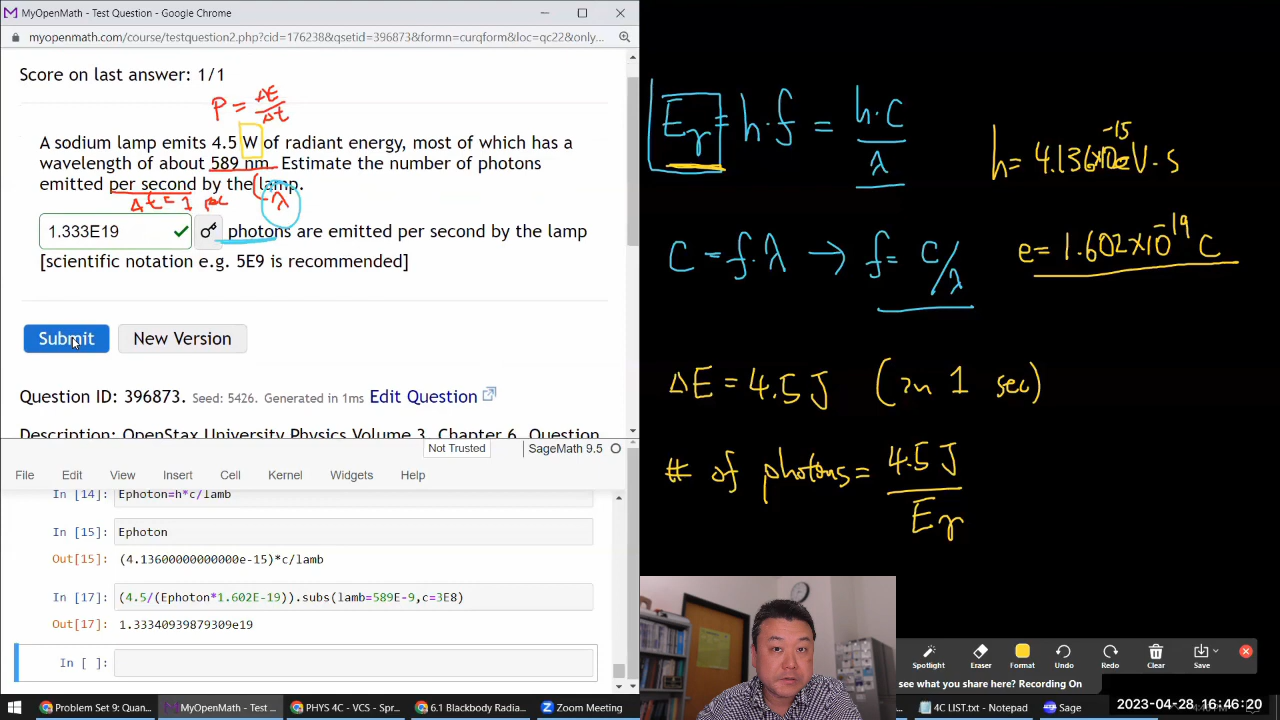 MyOpenMath - Test Question - Google Chrome
myopenmath.com/course/testquestion2.php?cid=176238&qsetid=396873&formn=curqform&loc=qc22&only...
Score on last answer: 1/1
P = ΔE/Δt
A sodium lamp emits 4.5 W of radiant energy, most of which has a
wavelength of about 589 nm. Estimate the number of photons
emitted per second by the lamp.
Δt = 1 sec
λ
1.333E19 photons are emitted per second by the lamp
[scientific notation e.g. 5E9 is recommended]
Submit New Version
Question ID: 396873. Seed: 5426. Generated in 1ms Edit Question
Description: OpenStax University Physics Volume 3, Chapter 6, Question
Not Trusted SageMath 9.5
File Edit View Insert Cell Kernel Widgets Help
In [14]: Ephoton=h*c/lamb
In [15]: Ephoton
Out[15]: (4.13600000000000e-15)*c/lamb
In [17]: (4.5/(Ephoton*1.602E-19)).subs(lamb=589E-9,c=3E8)
Out[17]: 1.33340939879309e19
In [ ]:
Eγ = h·f = h·c/λ
h = 4.136×10⁻¹⁵ eV·s
C = f·λ → f = c/λ
e = 1.602×10⁻¹⁹ C
ΔE = 4.5 J (in 1 sec)
# of photons = 4.5 J/Eγ
Spotlight Eraser Format Undo Redo Clear Save
see what you share here? Recording On
Problem Set 9: Quan... MyOpenMath - Test ... PHYS 4C - VCS - Spr... 6.1 Blackbody Radia... Zoom Meeting 4C LIST.txt - Notepad Sage
2023-04-28 16:46:20